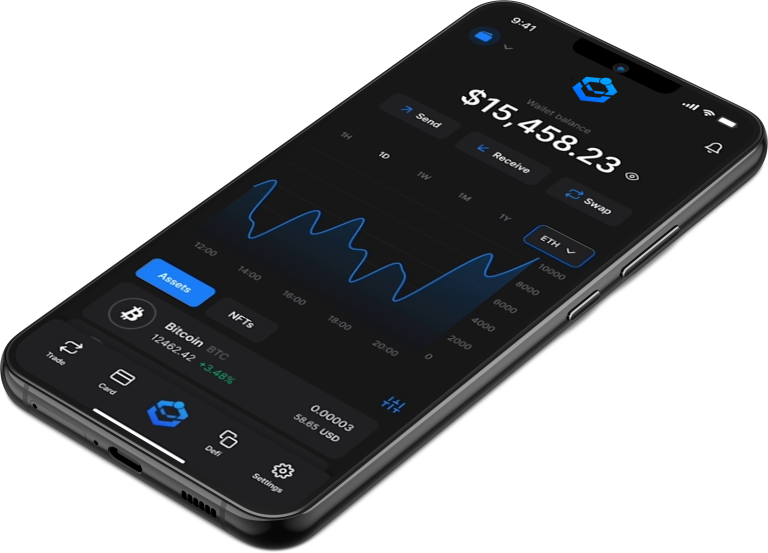 9:41
Wallet balance
$15,458.23
Send
Receive
Swap
1H
1D
1W
1M
1Y
ETH
10000
8000
6000
4000
2000
0
12:00
14:00
16:00
18:00
20:00
Assets
NFTs
Bitcoin BTC
12462.42 +3.48%
0.00003
58.65 USD
Trade
Card
Defi
Settings